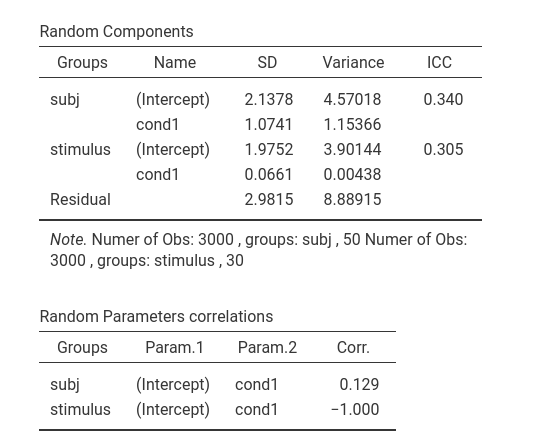 Random Components
Groups Name SD Variance ICC
subj (Intercept) 2.1378 4.57018 0.340
cond1 1.0741 1.15366
stimulus (Intercept) 1.9752 3.90144 0.305
cond1 0.0661 0.00438
Residual 2.9815 8.88915
Note. Numer of Obs: 3000 , groups: subj , 50 Numer of Obs:
3000 , groups: stimulus , 30
Random Parameters correlations
Groups Param.1 Param.2 Corr.
subj (Intercept) cond1 0.129
stimulus (Intercept) cond1 −1.000